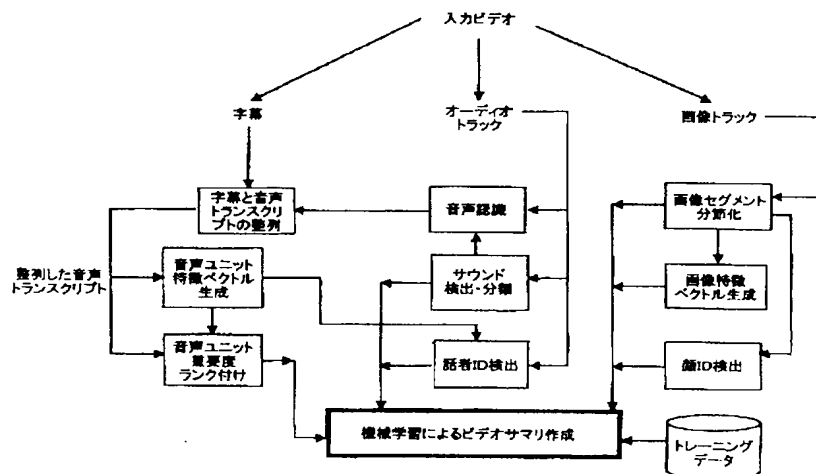 入力ビデオ
字幕
オーディオ
トラック
画像トラック
字幕と音声
トランスクリ
プトの整列
音声認識
画像セグメント
分節化
整列した音声
トランスクリプト
音声ユニット
特徴ベクトル
生成
サウンド
検出・分離
画像特徴
ベクトル生成
音声ユニット
重要度
ランク付け
話者ID検出
顔ID検出
機械学習によるビデオサマリ作成
トレーニング
データ